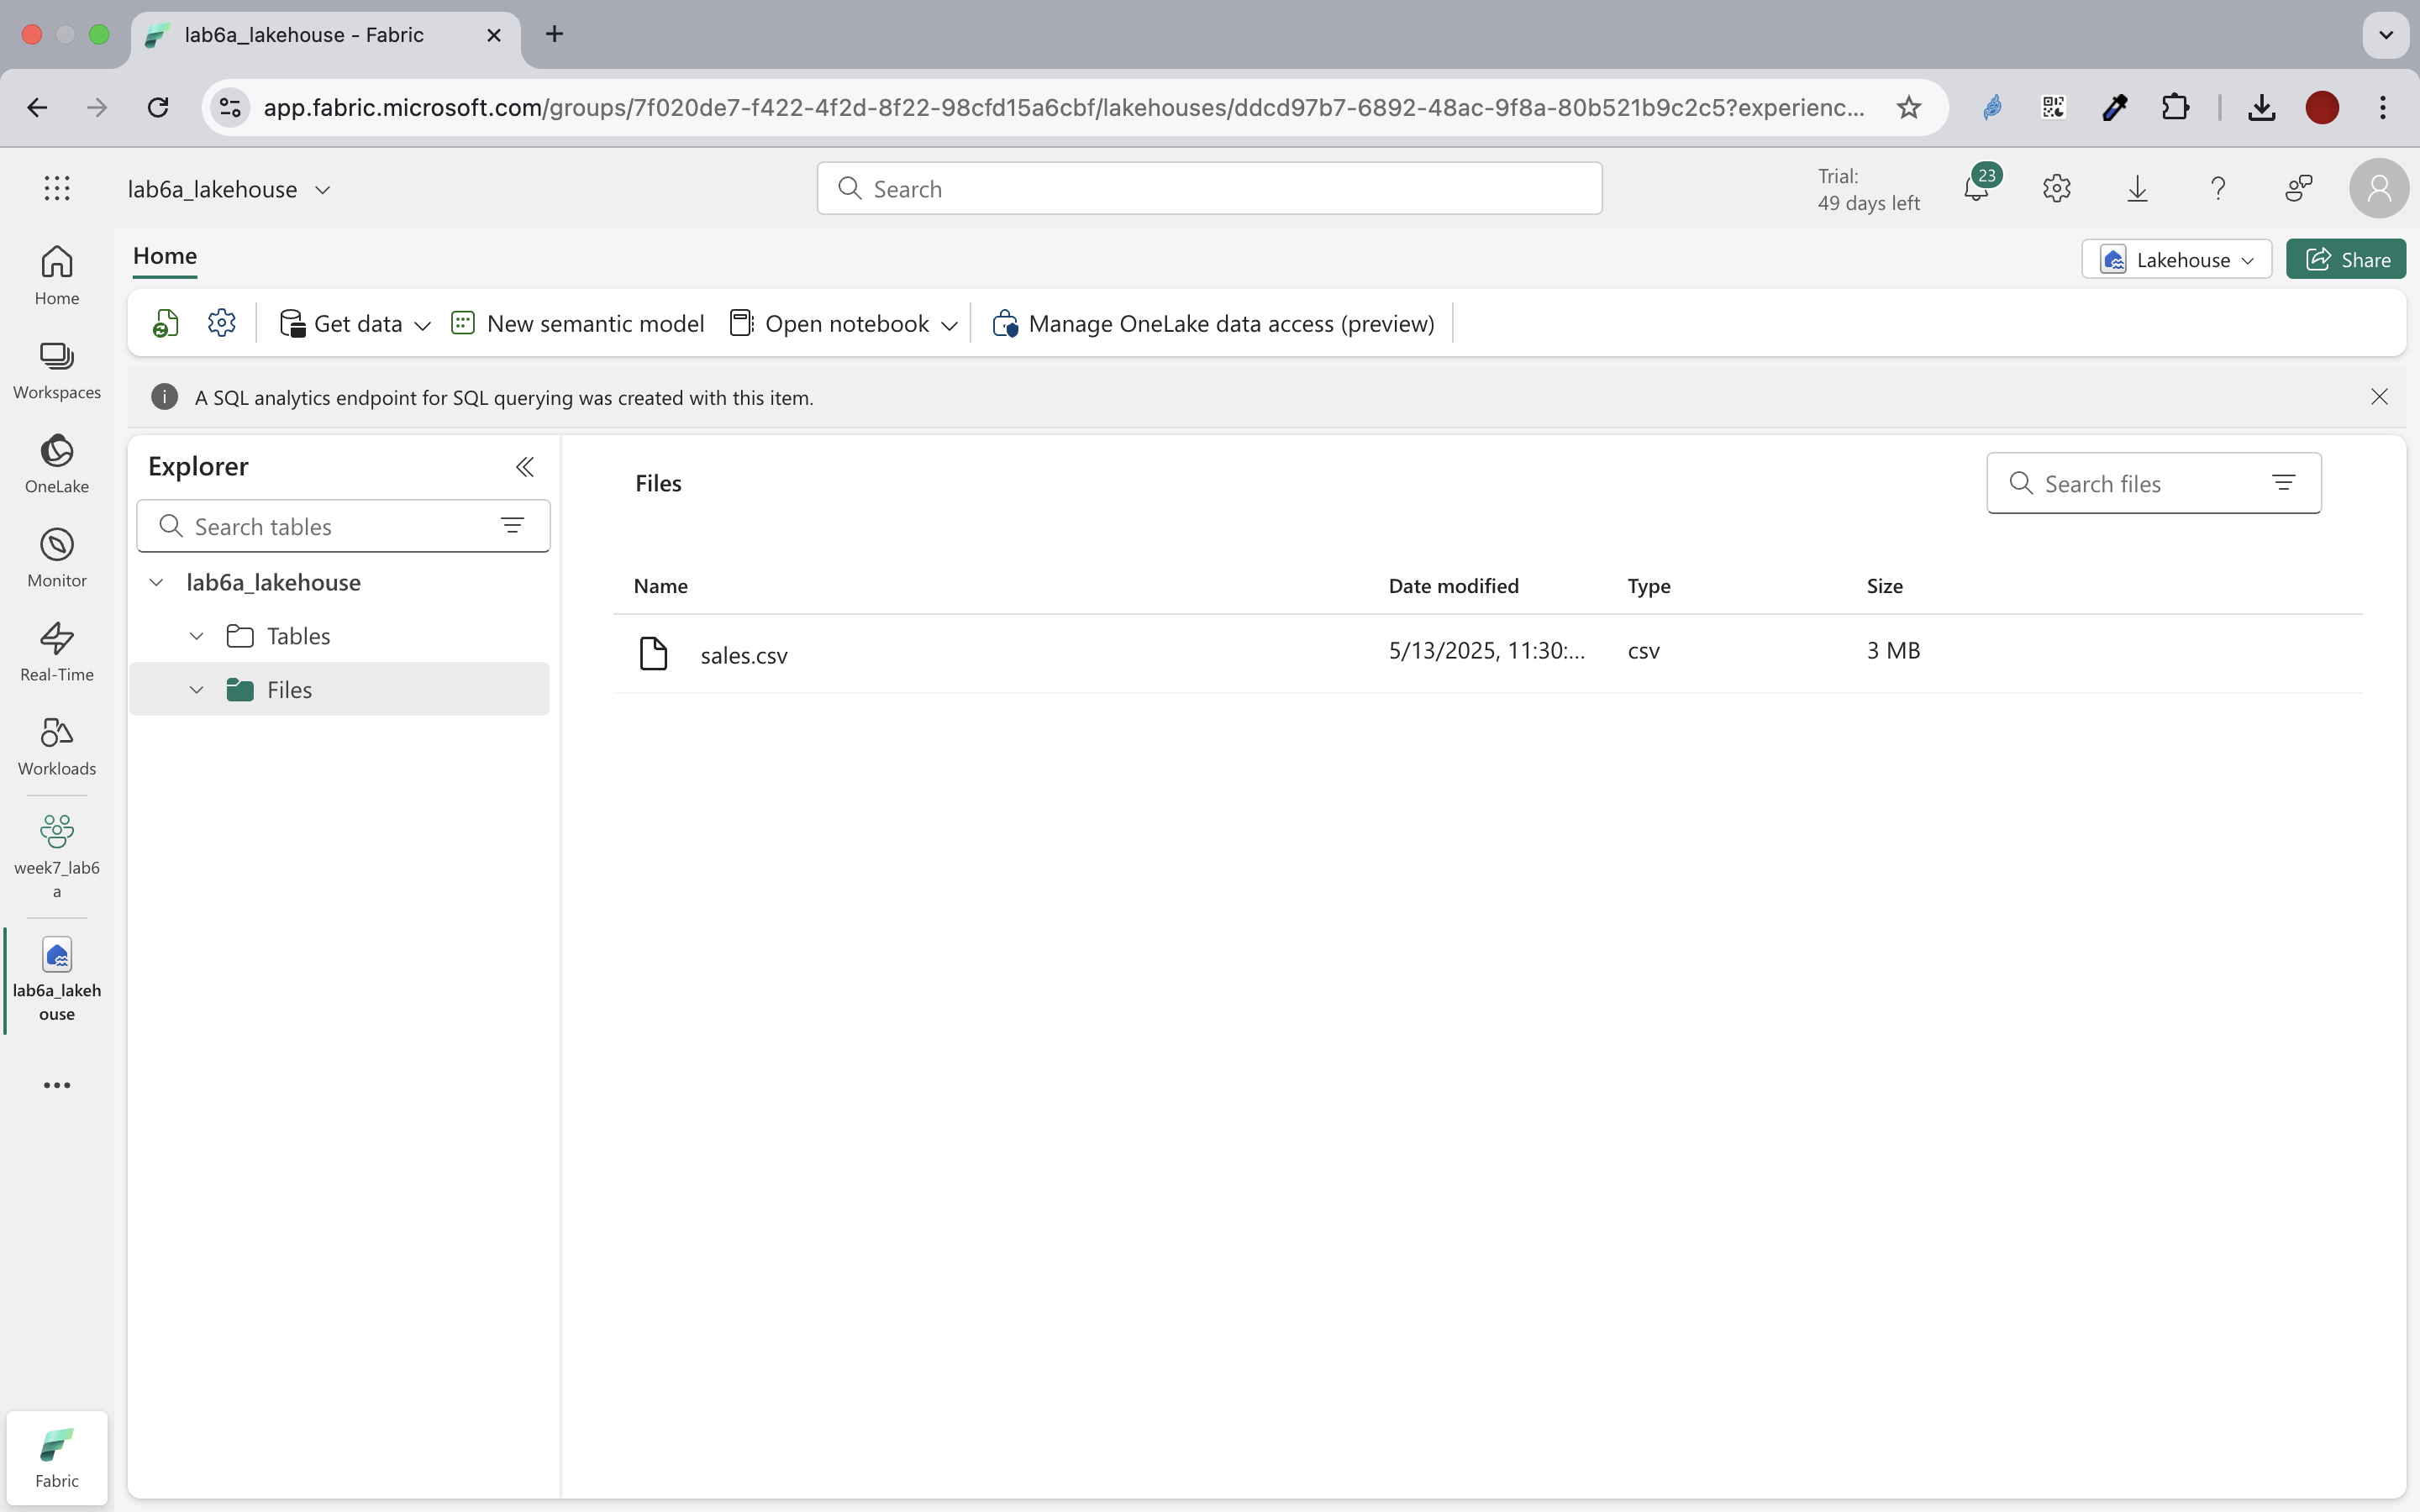 lab6a_lakehouse - Fabric
app.fabric.microsoft.com/groups/7f020de7-f422-4f2d-8f22-98cfd15a6cbf/lakehouses/ddcd97b7-6892-48ac-9f8a-80b521b9c2c5?experienc...
lab6a_lakehouse
Search
Trial:
49 days left
23
Home
Lakehouse
Share
Get data
New semantic model
Open notebook
Manage OneLake data access (preview)
A SQL analytics endpoint for SQL querying was created with this item.
Home
Workspaces
OneLake
Monitor
Real-Time
Workloads
week7_lab6
a
lab6a_lakeh
ouse
Fabric
Explorer
Search tables
lab6a_lakehouse
Tables
Files
Files
Search files
Name Date modified Type Size
sales.csv 5/13/2025, 11:30:... csv 3 MB